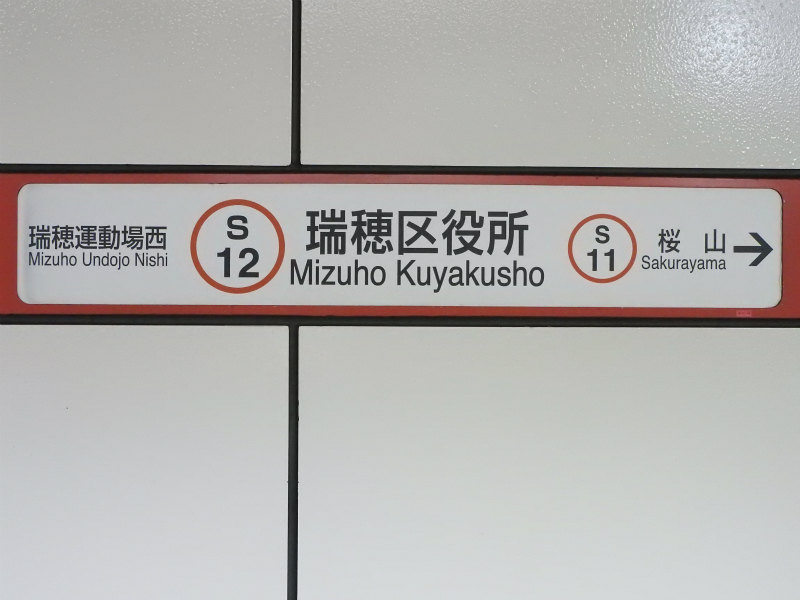 瑞穂運動場西
Mizuho Undojo Nishi
S
12
瑞穂区役所
Mizuho Kuyakusho
S
11
桜 山
Sakurayama